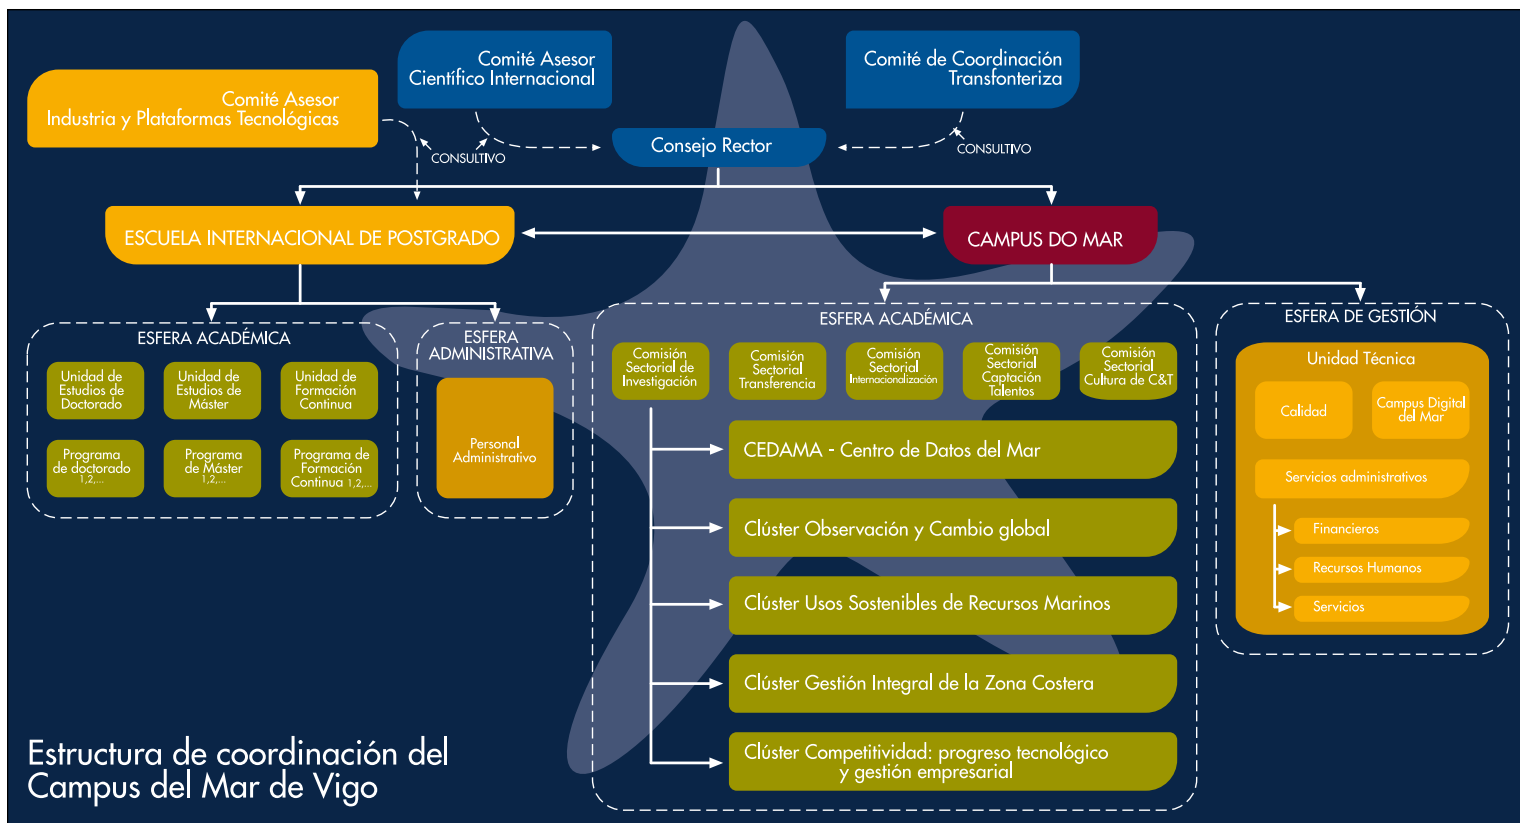 Comité Asesor
Industria y Plataformas Tecnológicas
Comité Asesor
Científico Internacional
Comité de Coordinación
Transfonteriza
Consejo Rector
CONSULTIVO
CONSULTIVO
ESCUELA INTERNACIONAL DE POSTGRADO
CAMPUS DO MAR
ESFERA ACADÉMICA
Unidad de
Estudios de
Doctorado
Unidad de
Estudios de
Máster
Unidad de
Formación
Continua
Programa
de doctorado
1,2,...
Programa
de Máster
1,2,...
Programa de
Formación
Continua 1,2,...
ESFERA
ADMINISTRATIVA
Personal
Administrativo
ESFERA ACADÉMICA
Comisión
Sectorial de
Investigación
Comisión
Sectorial
Transferencia
Comisión
Sectorial
Internacionalización
Comisión
Sectorial
Captación
Talentos
Comisión
Sectorial
Cultura de C&T
CEDAMA - Centro de Datos del Mar
Clúster Observación y Cambio global
Clúster Usos Sostenibles de Recursos Marinos
Clúster Gestión Integral de la Zona Costera
Clúster Competitividad: progreso tecnológico
y gestión empresarial
ESFERA DE GESTIÓN
Unidad Técnica
Calidad
Campus Digital
del Mar
Servicios administrativos
Financieros
Recursos Humanos
Servicios
Estructura de coordinación del
Campus del Mar de Vigo